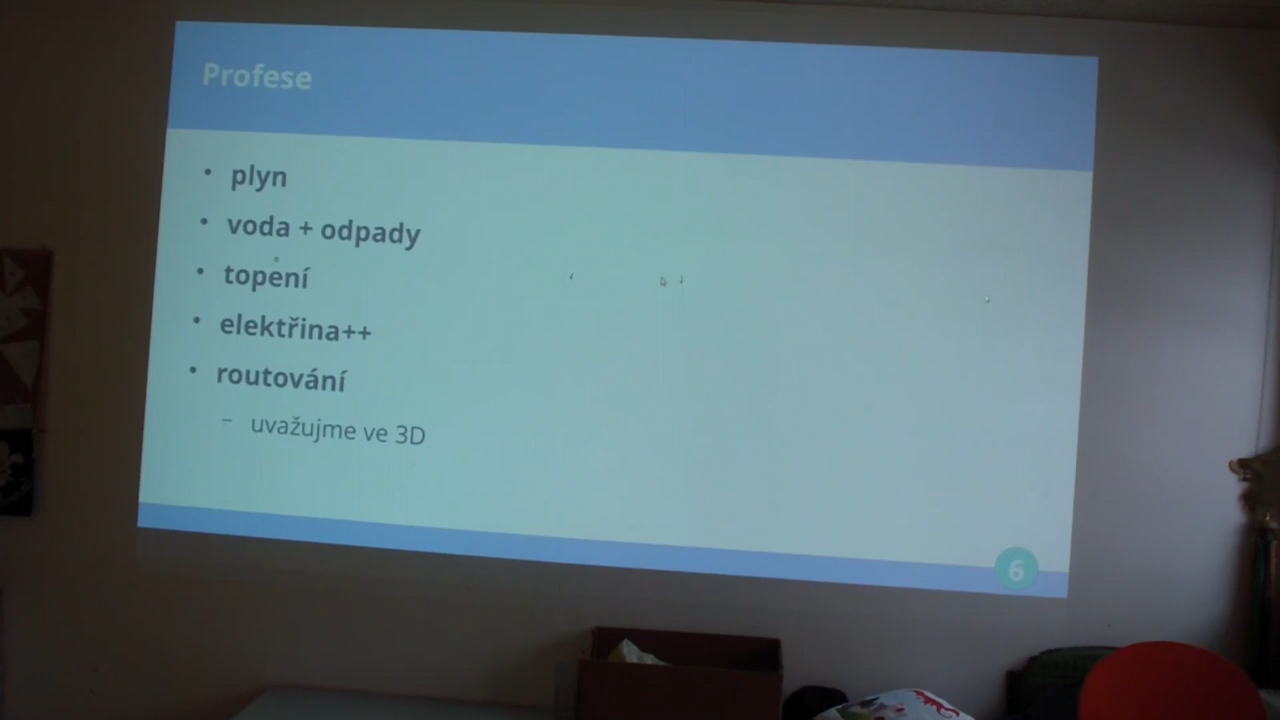 Profese
• plyn
• voda + odpady
• topení
• elektřina++
• routování
– uvažujme ve 3D
6